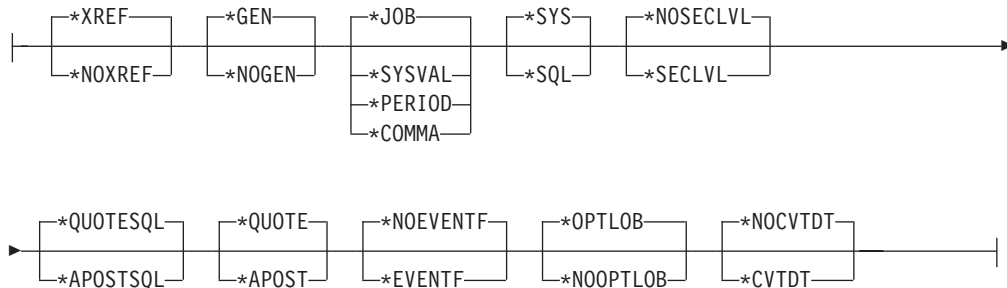 *XREF *GEN *JOB *SYS *NOSECLVL
*NOXREF *NOGEN *SYSVAL *SQL *SECLVL
*PERIOD
*COMMA
*QUOTESQL *QUOTE *NOEVENTF *OPTLOB *NOCVTDT
*APOSTSQL *APOST *EVENTF *NOOPTLOB *CVTDT